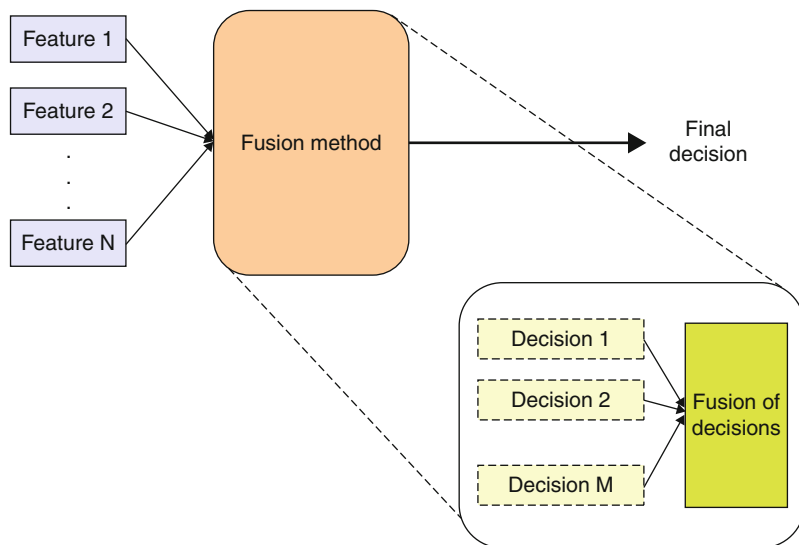 Feature 1
Feature 2
.
.
.
Feature N
Fusion method
Final
decision
Decision 1
Decision 2
Decision M
Fusion of
decisions